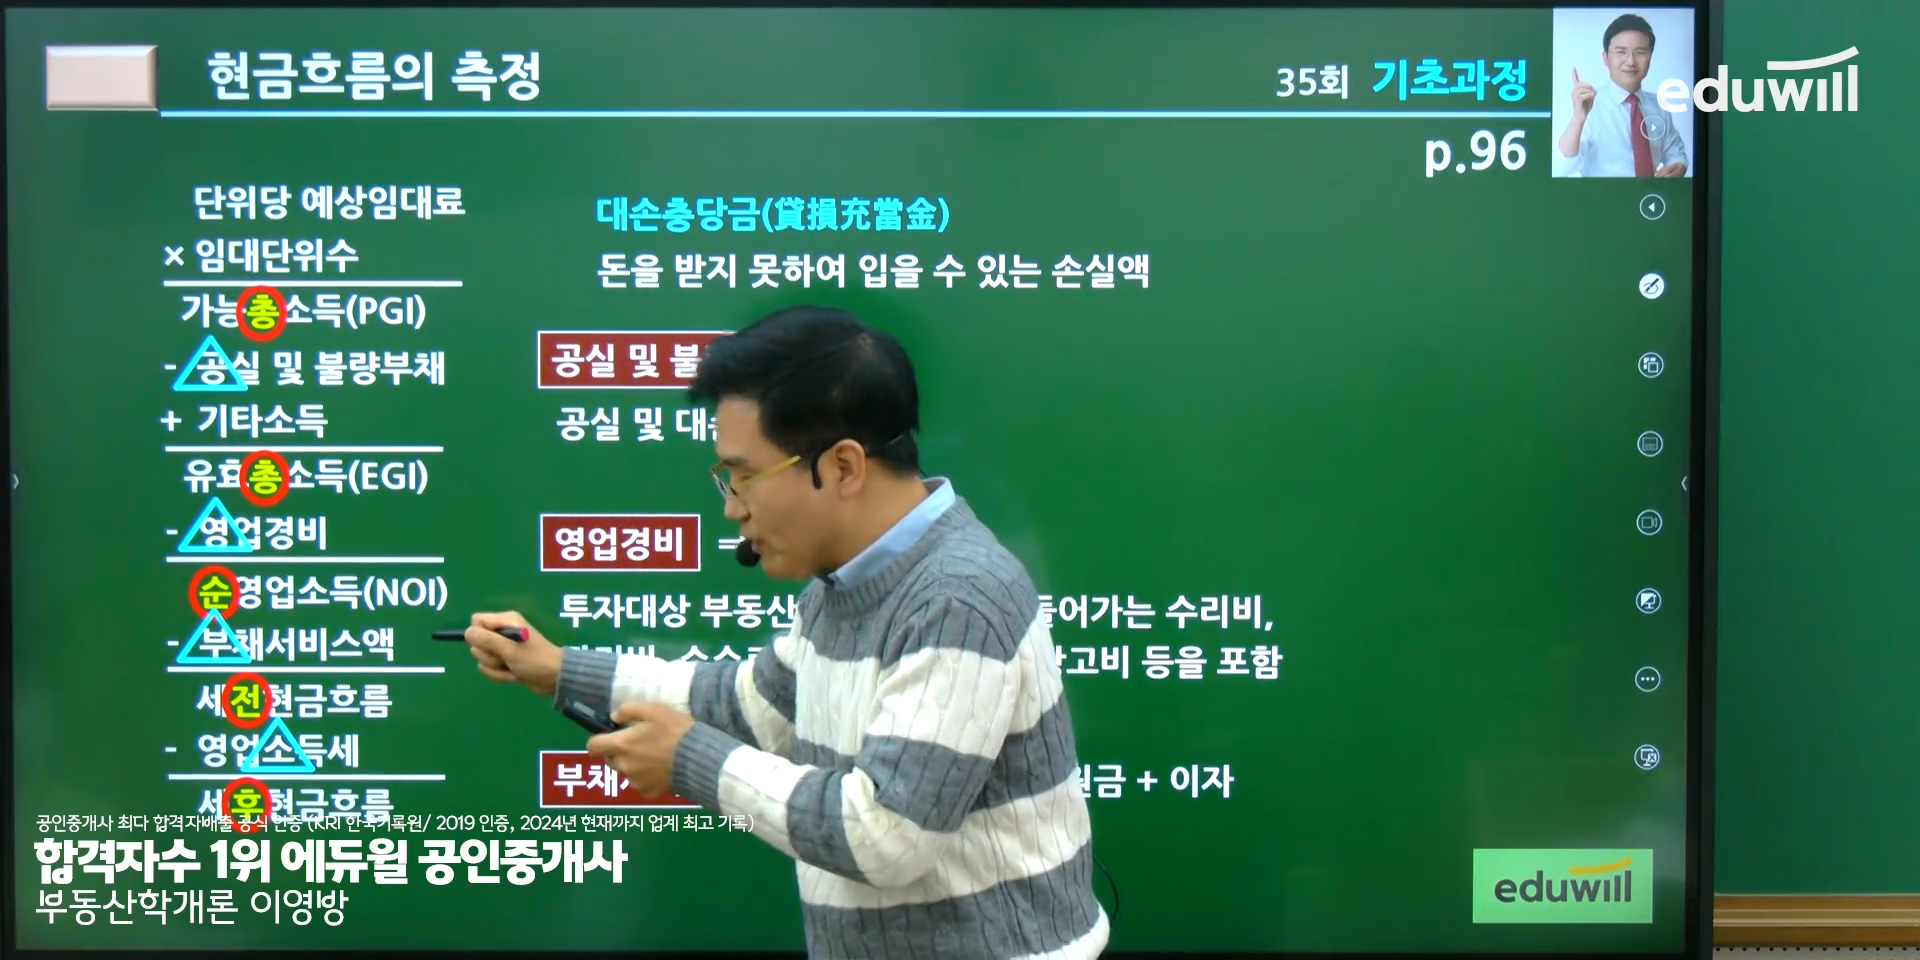 현금흐름의 측정
35회 기초과정
eduwill
p.96
단위당 예상임대료
× 임대단위수
가능총소득(PGI)
- 공실 및 불량부채
+ 기타소득
유효총소득(EGI)
- 영업경비
순영업소득(NOI)
- 부채서비스액
세전현금흐름
- 영업소득세
세후현금흐름
대손충당금(貸損充當金)
돈을 받지 못하여 입을 수 있는 손실액
공실 및
공실 및
영업경비 ⇒
투자대상 부동산 들어가는 수리비,
등을 포함
+ 이자
공인중개사 최다 합격자배출 공식 인증 (KRI 한국기록원/ 2019 인증, 2024년 현재까지 업계 최고 기록)
합격자수 1위 에듀윌 공인중개사
부동산학개론 이영방
eduwill